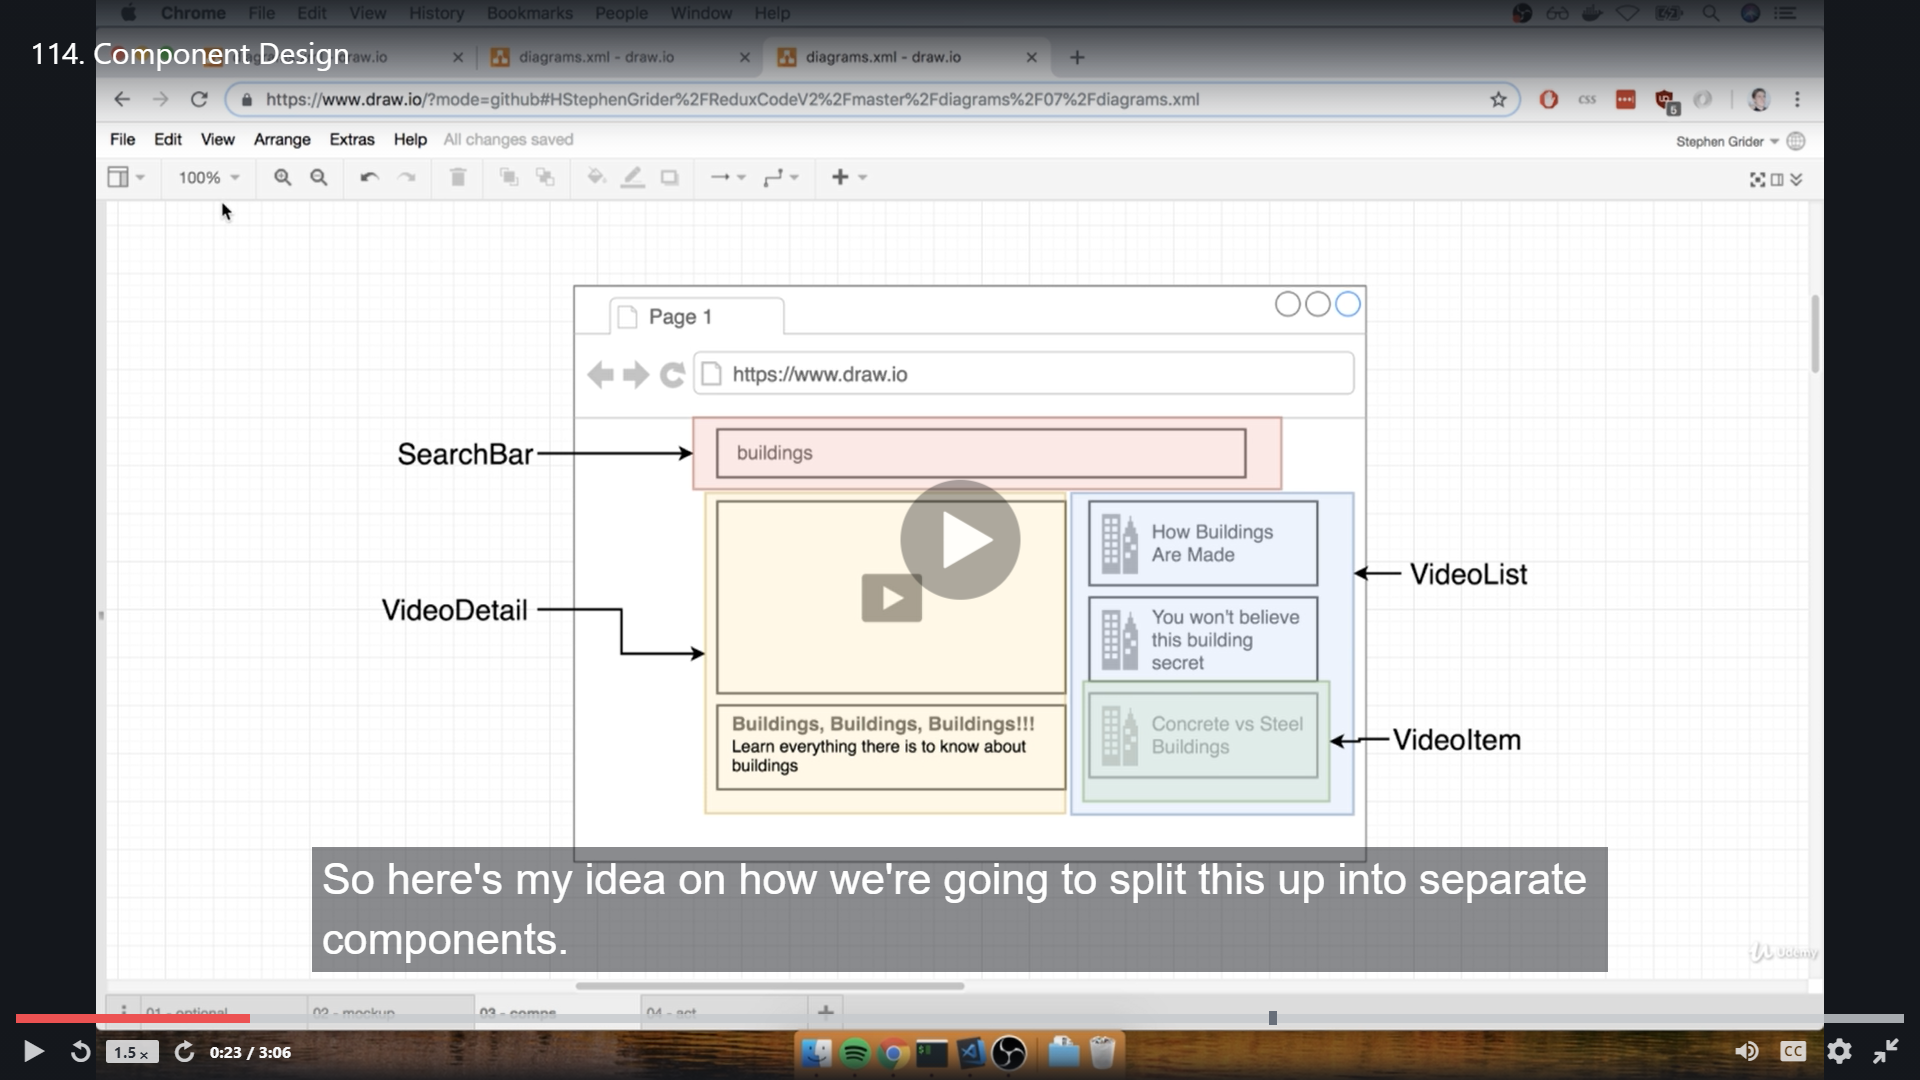 Chrome File Edit View History Bookmarks People Window Help
114. Component Design
diagrams.xml - draw.io
diagrams.xml - draw.io
https://www.draw.io/?mode=github#HStephenGrider%2FReduxCodeV2%2Fmaster%2Fdiagrams%2F07%2Fdiagrams.xml
css
5
File Edit View Arrange Extras Help All changes saved
Stephen Grider
100%
Page 1
https://www.draw.io
SearchBar
buildings
How Buildings
Are Made
VideoList
VideoDetail
You won't believe
this building
secret
Buildings, Buildings, Buildings!!!
Learn everything there is to know about
buildings
Concrete vs Steel
Buildings
VideoItem
So here's my idea on how we're going to split this up into separate
components.
Udemy
01 - optional
02 - mockup
03 - comps
04 - act
1.5 x
0:23 / 3:06
CC